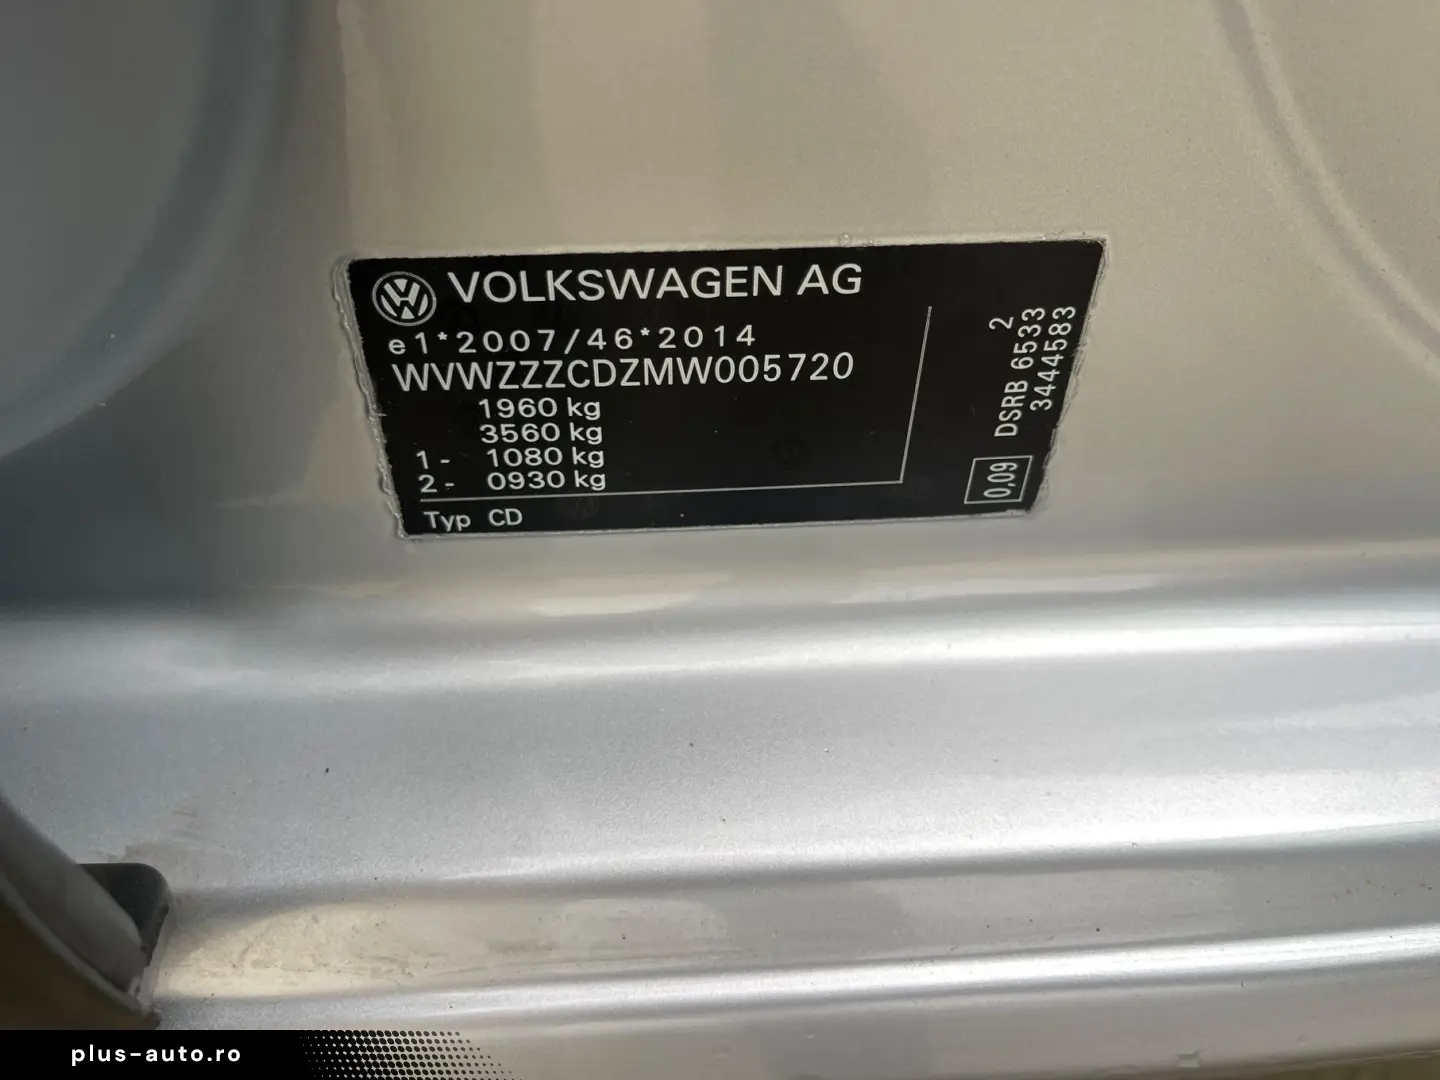 VOLKSWAGEN AG
e1*2007/46*2014
WVWZZZCDZMW005720
1960 kg
3560 kg
1- 1080 kg
2- 0930 kg
Typ CD
2
DSRB 6533
3444583
0,09
plus-auto.ro